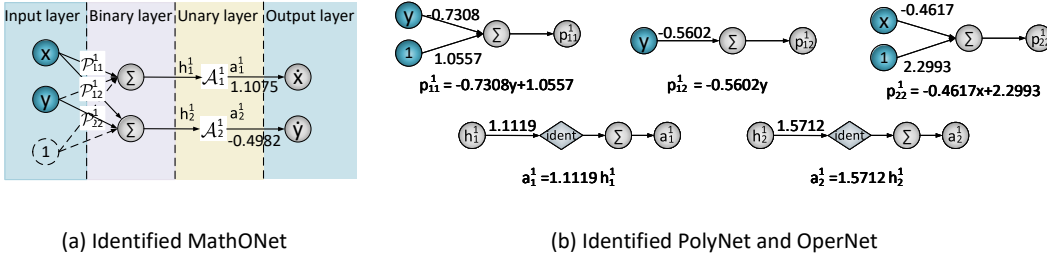 Input layer Binary layer Unary layer Output layer
x
y
1
𝒫¹₁₁
𝒫¹₁₂
𝒫¹₂₂
Σ
Σ
h¹₁ 𝒜¹₁ a¹₁ ẋ
1.1075
h¹₂ 𝒜¹₂ a¹₂ ẏ
-0.4982
y -0.7308
1 1.0557
Σ p¹₁₁
p¹₁₁ = -0.7308y+1.0557
y -0.5602 Σ p¹₁₂
p¹₁₂ = -0.5602y
x -0.4617
1 2.2993
Σ p¹₂₂
p¹₂₂ = -0.4617x+2.2993
h¹₁ 1.1119 ident Σ a¹₁
a¹₁ =1.1119 h¹₁
h¹₂ 1.5712 ident Σ a¹₂
a¹₂ =1.5712 h¹₂
(a) Identified MathONet
(b) Identified PolyNet and OperNet